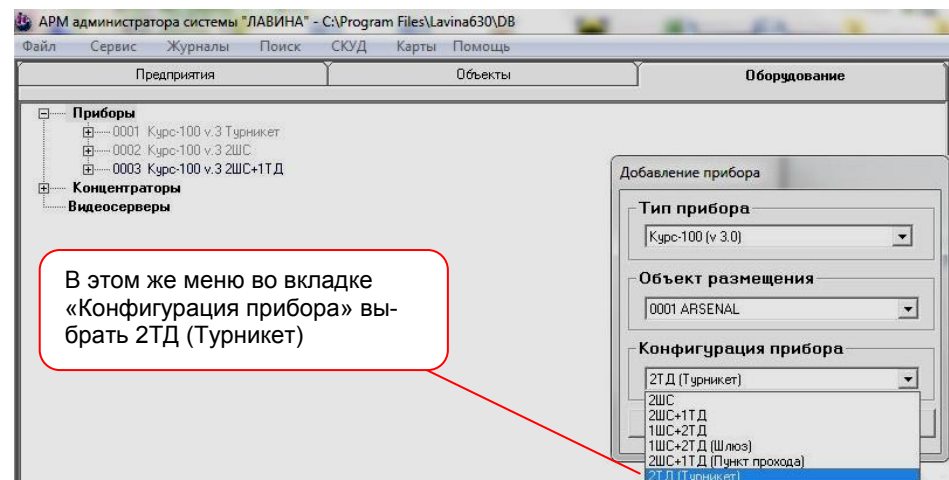 АРМ администратора системы "ЛАВИНА" - C:\Program Files\Lavina630\DB
Файл Сервис Журналы Поиск СКУД Карты Помощь
Предприятия Объекты Оборудование
Приборы
0001 Курс-100 v.3 Турникет
0002 Курс-100 v.3 2ШС
0003 Курс-100 v.3 2ШС+1ТД
Концентраторы
Видеосерверы
В этом же меню во вкладке
«Конфигурация прибора» вы-
брать 2ТД (Турникет)
Добавление прибора
Тип прибора
Курс-100 (v 3.0)
Объект размещения
0001 ARSENAL
Конфигурация прибора
2ТД (Турникет)
2ШС
2ШС+1ТД
1ШС+2ТД
1ШС+2ТД (Шлюз)
2ШС+1ТД (Пункт прохода)
2ТД (Турникет)